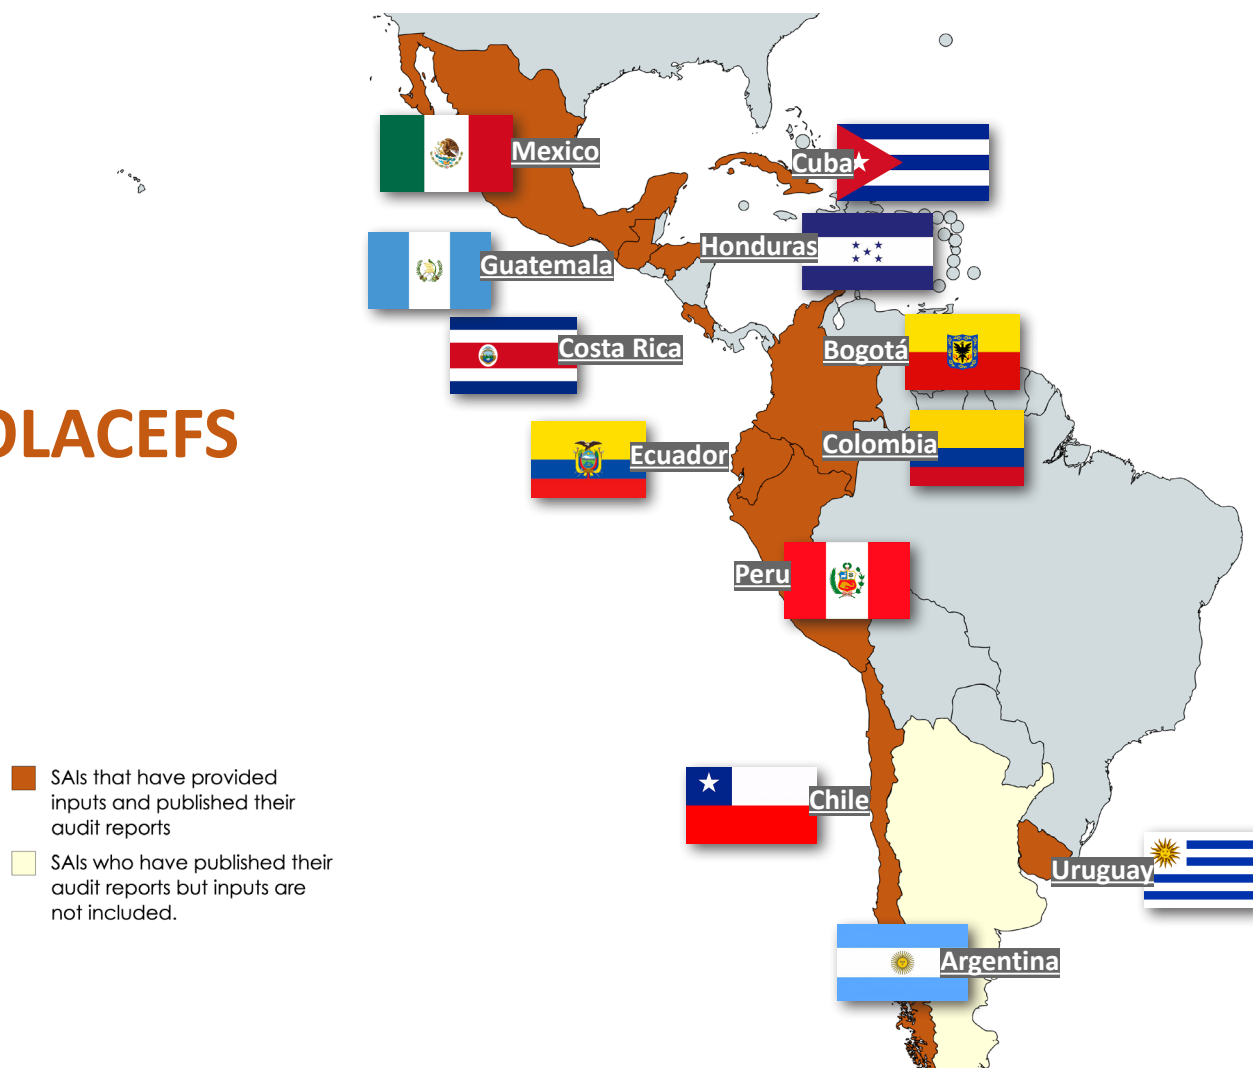 Mexico
Cuba
Honduras
Guatemala
Costa Rica
Bogotá
OLACEFS
Ecuador
Colombia
Peru
SAIs that have provided
inputs and published their
audit reports
Chile
SAIs who have published their
audit reports but inputs are
not included.
Uruguay
Argentina